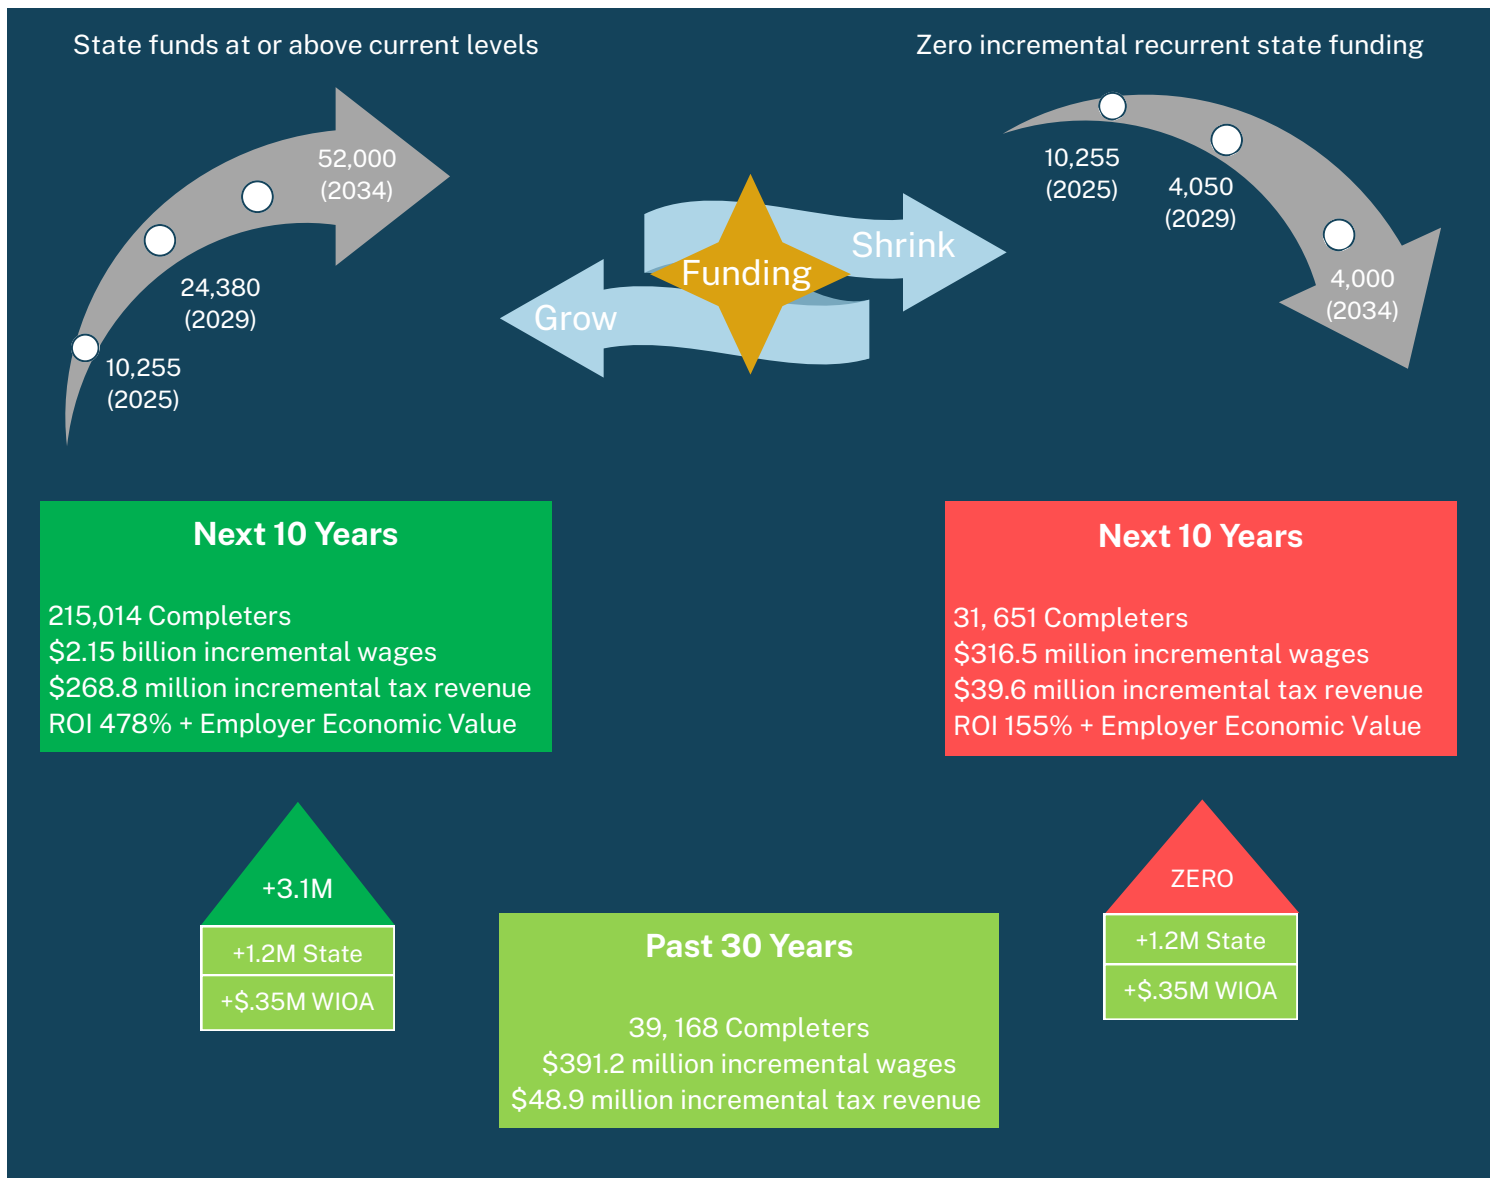 State funds at or above current levels
Zero incremental recurrent state funding
52,000
(2034)
24,380
(2029)
10,255
(2025)
Shrink
Funding
Grow
10,255
(2025)
4,050
(2029)
4,000
(2034)
Next 10 Years
215,014 Completers
$2.15 billion incremental wages
$268.8 million incremental tax revenue
ROI 478% + Employer Economic Value
Next 10 Years
31, 651 Completers
$316.5 million incremental wages
$39.6 million incremental tax revenue
ROI 155% + Employer Economic Value
+3.1M
+1.2M State
+$.35M WIOA
Past 30 Years
39, 168 Completers
$391.2 million incremental wages
$48.9 million incremental tax revenue
ZERO
+1.2M State
+$.35M WIOA